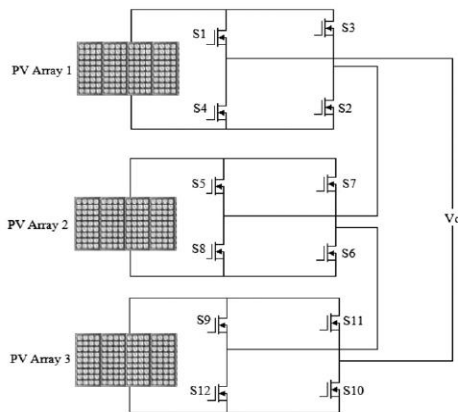 S1
S3
PV Array 1
S4
S2
S5
S7
PV Array 2
Vo
S8
S6
S9
S11
PV Array 3
S12
S10